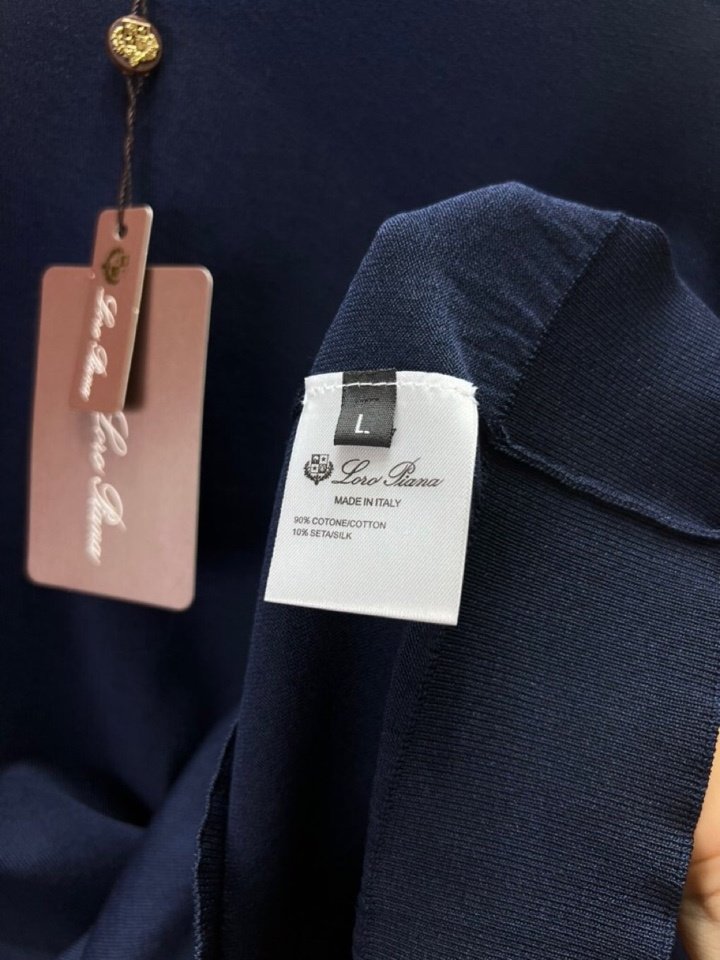 Loro Piana
Loro Piana
L.
Loro Piana
MADE IN ITALY
90% COTONE/COTTON
10% SETA/SILK